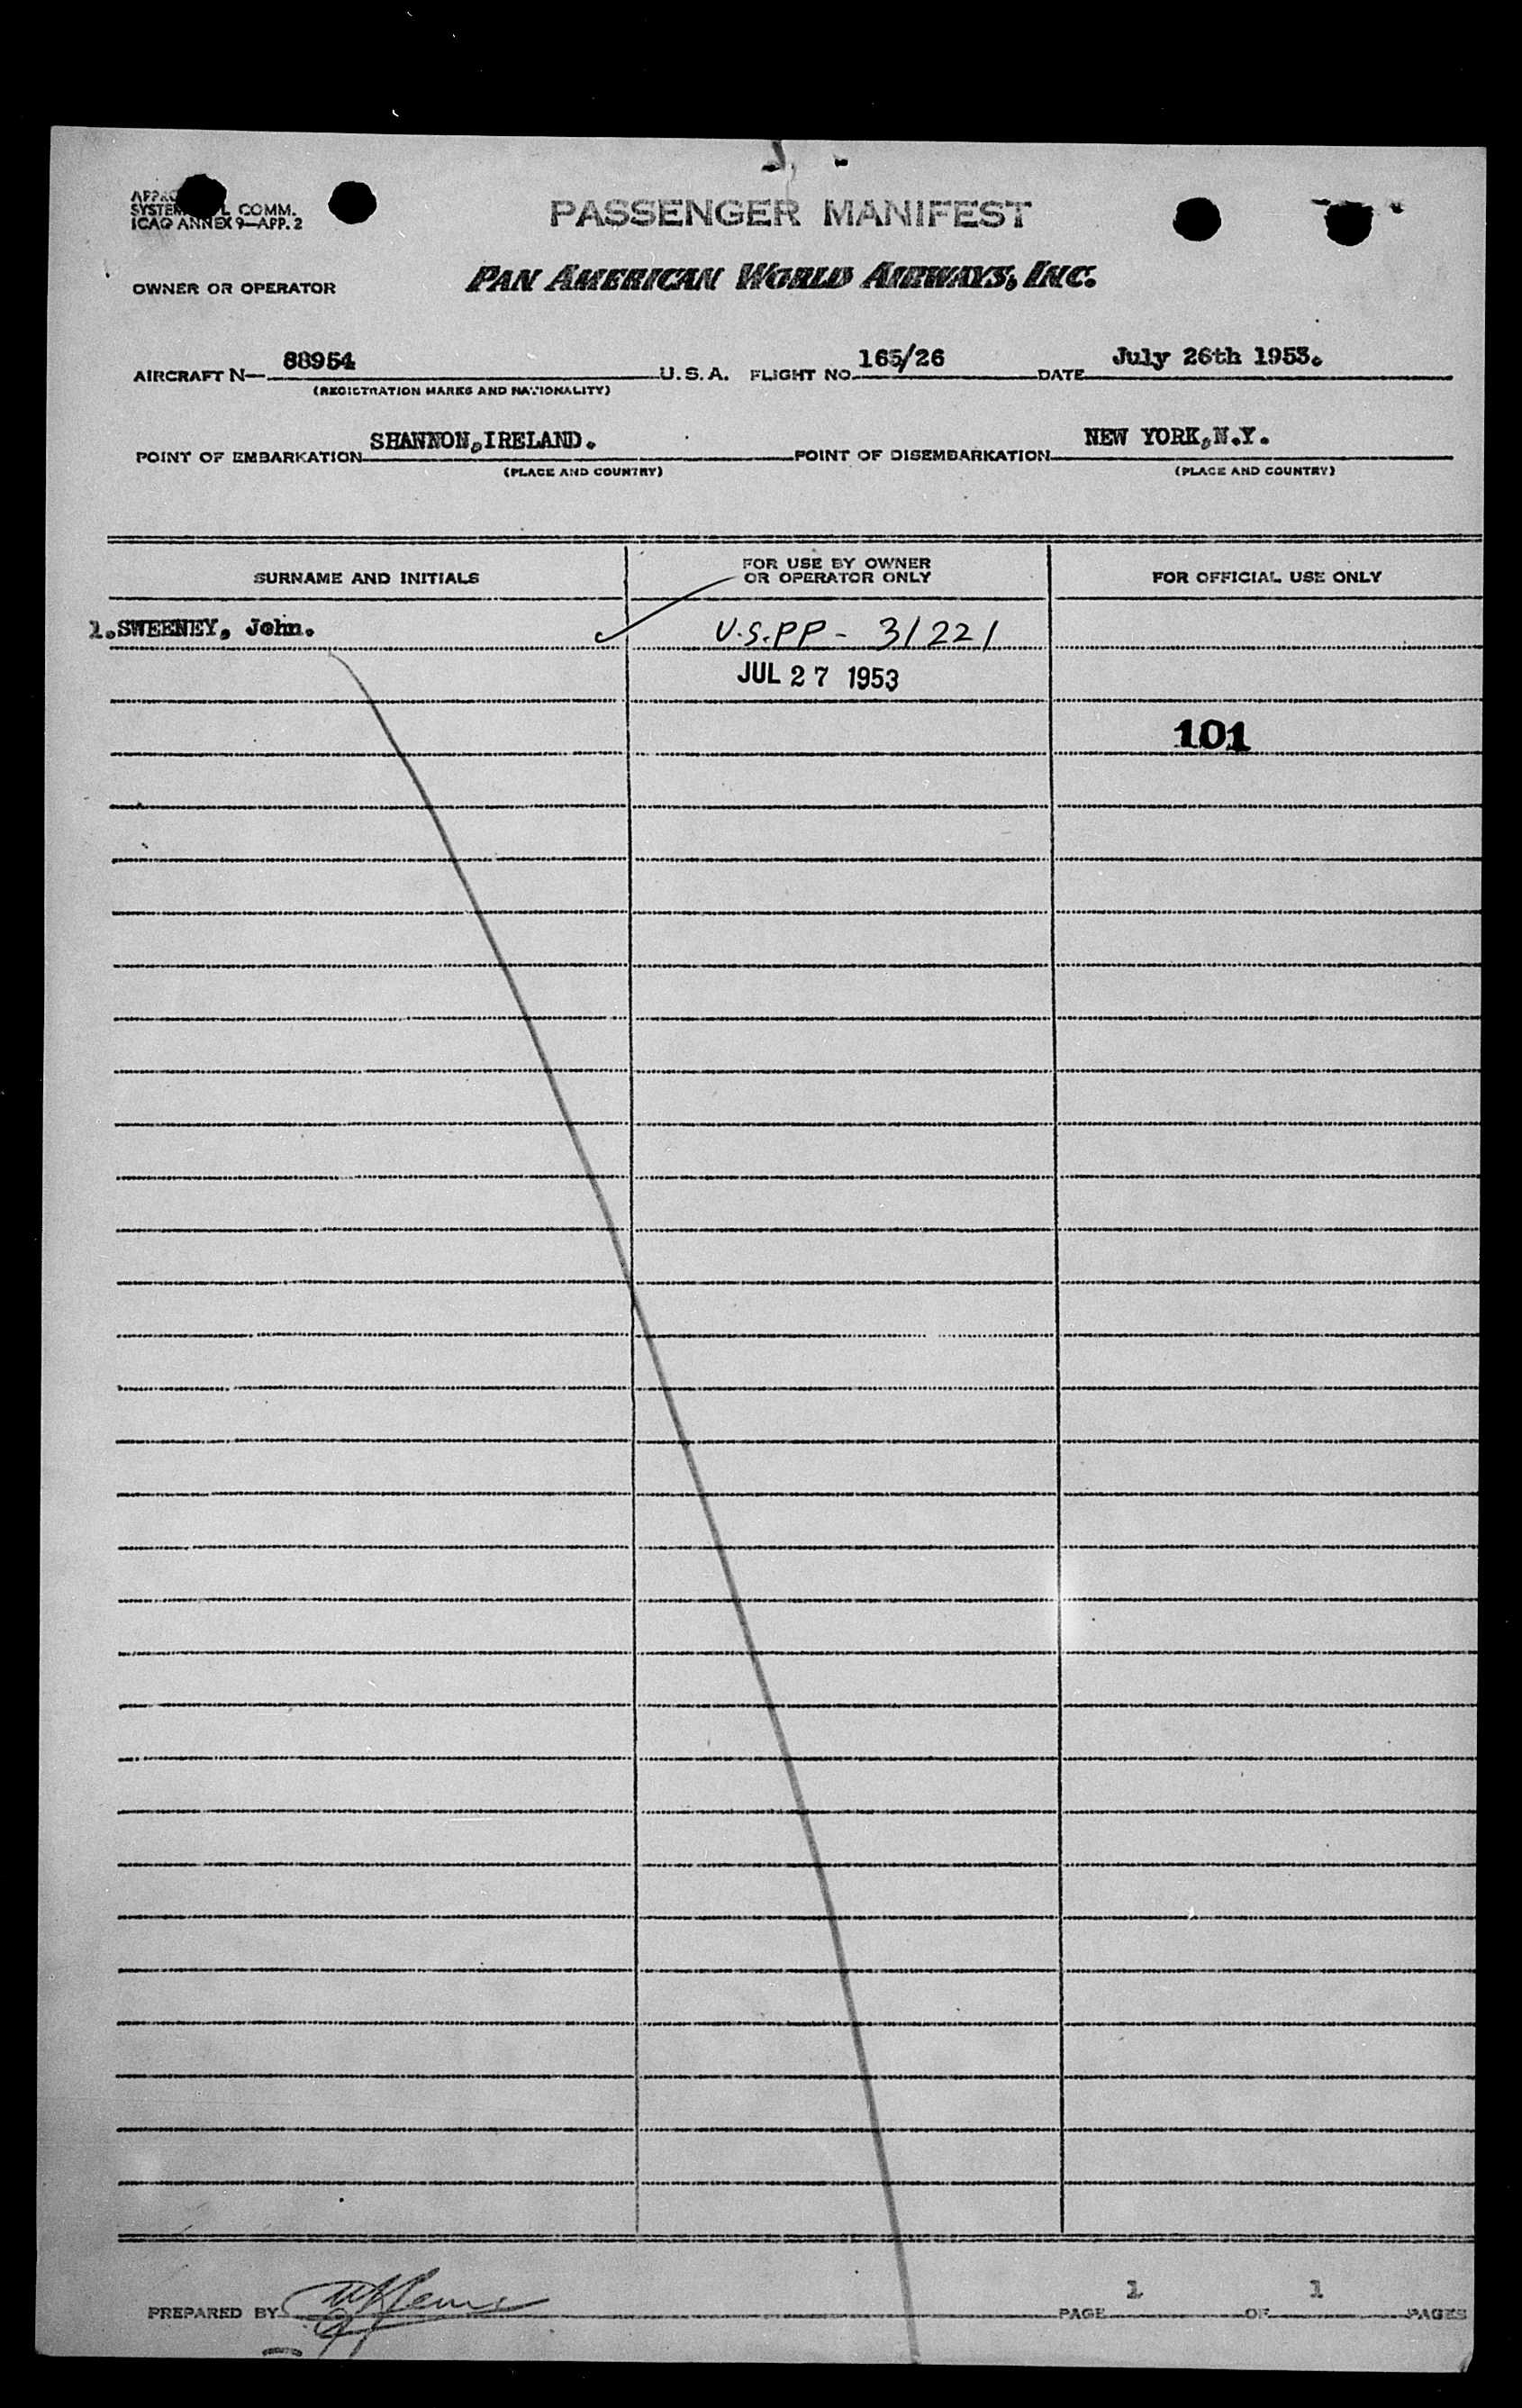 SYSTEM COMM.
ICAO ANNEX 9—APP. 2
PASSENGER MANIFEST
OWNER OR OPERATOR PAN AMERICAN WORLD AIRWAYS, INC.
AIRCRAFT N— 88954 U.S.A. FLIGHT NO. 165/26 DATE July 26th 1953.
(REGISTRATION MARKS AND NATIONALITY)
POINT OF EMBARKATION SHANNON,IRELAND. POINT OF DISEMBARKATION NEW YORK,N.Y.
(PLACE AND COUNTRY) (PLACE AND COUNTRY)
SURNAME AND INITIALS FOR USE BY OWNER OR OPERATOR ONLY FOR OFFICIAL USE ONLY
1.SWEENEY, John. U.S.PP - 31221
JUL 27 1953
101
PREPARED BY PAGE 1 OF 1 PAGES